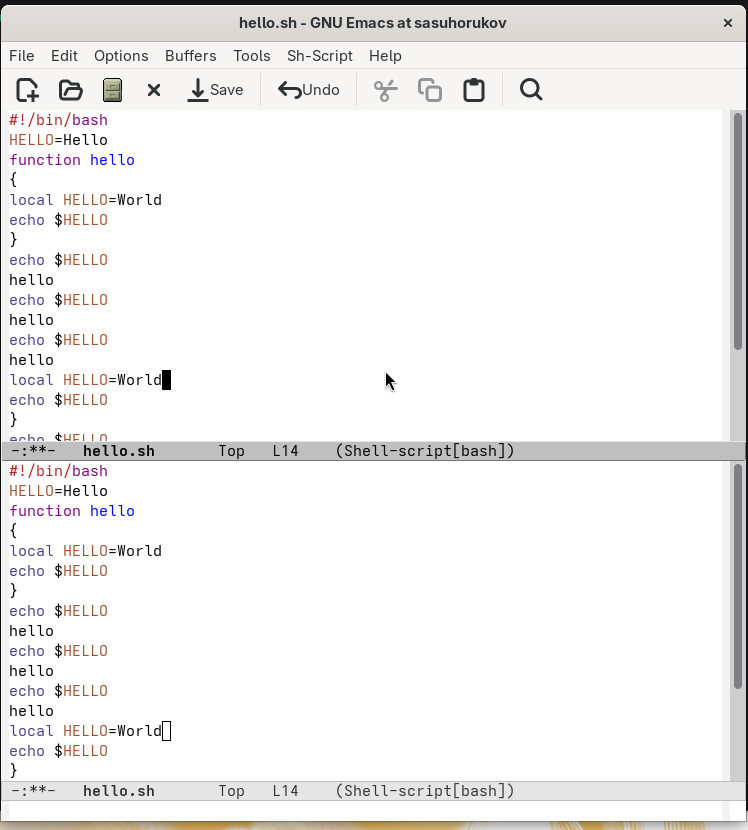 hello.sh - GNU Emacs at sasuhorukov
File Edit Options Buffers Tools Sh-Script Help
Save Undo
#!/bin/bash
HELLO=Hello
function hello
{
local HELLO=World
echo $HELLO
}
echo $HELLO
hello
echo $HELLO
hello
echo $HELLO
hello
local HELLO=World
echo $HELLO
}
echo $HELLO
-:**-   hello.sh       Top   L14    (Shell-script[bash])
#!/bin/bash
HELLO=Hello
function hello
{
local HELLO=World
echo $HELLO
}
echo $HELLO
hello
echo $HELLO
hello
echo $HELLO
hello
local HELLO=World
echo $HELLO
}
-:**-   hello.sh       Top   L14    (Shell-script[bash])